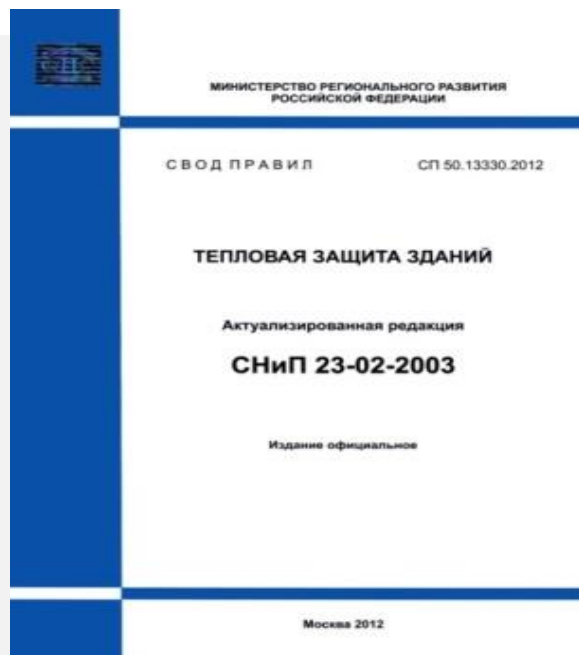 МИНИСТЕРСТВО РЕГИОНАЛЬНОГО РАЗВИТИЯ
РОССИЙСКОЙ ФЕДЕРАЦИИ
СВОД ПРАВИЛ СП 50.13330.2012
ТЕПЛОВАЯ ЗАЩИТА ЗДАНИЙ
Актуализированная редакция
СНиП 23-02-2003
Издание официальное
Москва 2012